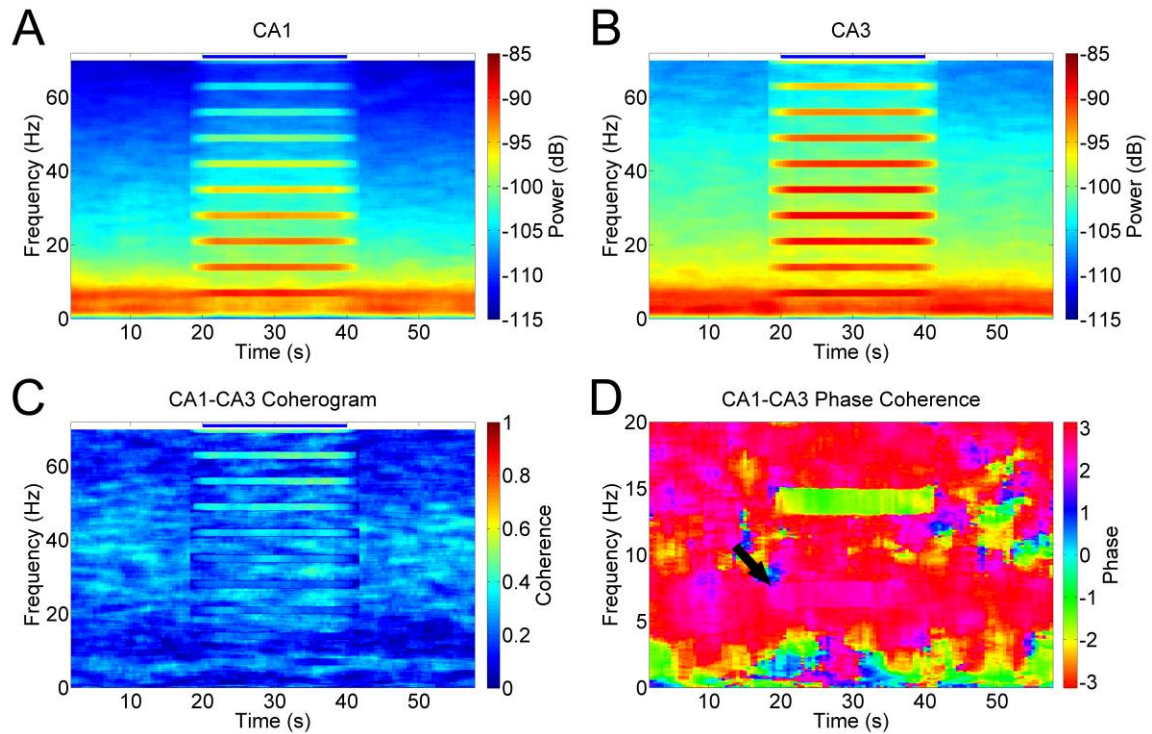 A
CA1
Frequency (Hz)
60
40
20
0
10 20 30 40 50
Time (s)
-85
-90
-95
-100
-105
-110
-115
Power (dB)
B
CA3
Frequency (Hz)
60
40
20
0
10 20 30 40 50
Time (s)
-85
-90
-95
-100
-105
-110
-115
Power (dB)
C
CA1-CA3 Coherogram
Frequency (Hz)
60
40
20
0
10 20 30 40 50
Time (s)
1
0.8
0.6
0.4
0.2
0
Coherence
D
CA1-CA3 Phase Coherence
Frequency (Hz)
20
15
10
5
0
10 20 30 40 50
Time (s)
3
2
1
0
-1
-2
-3
Phase